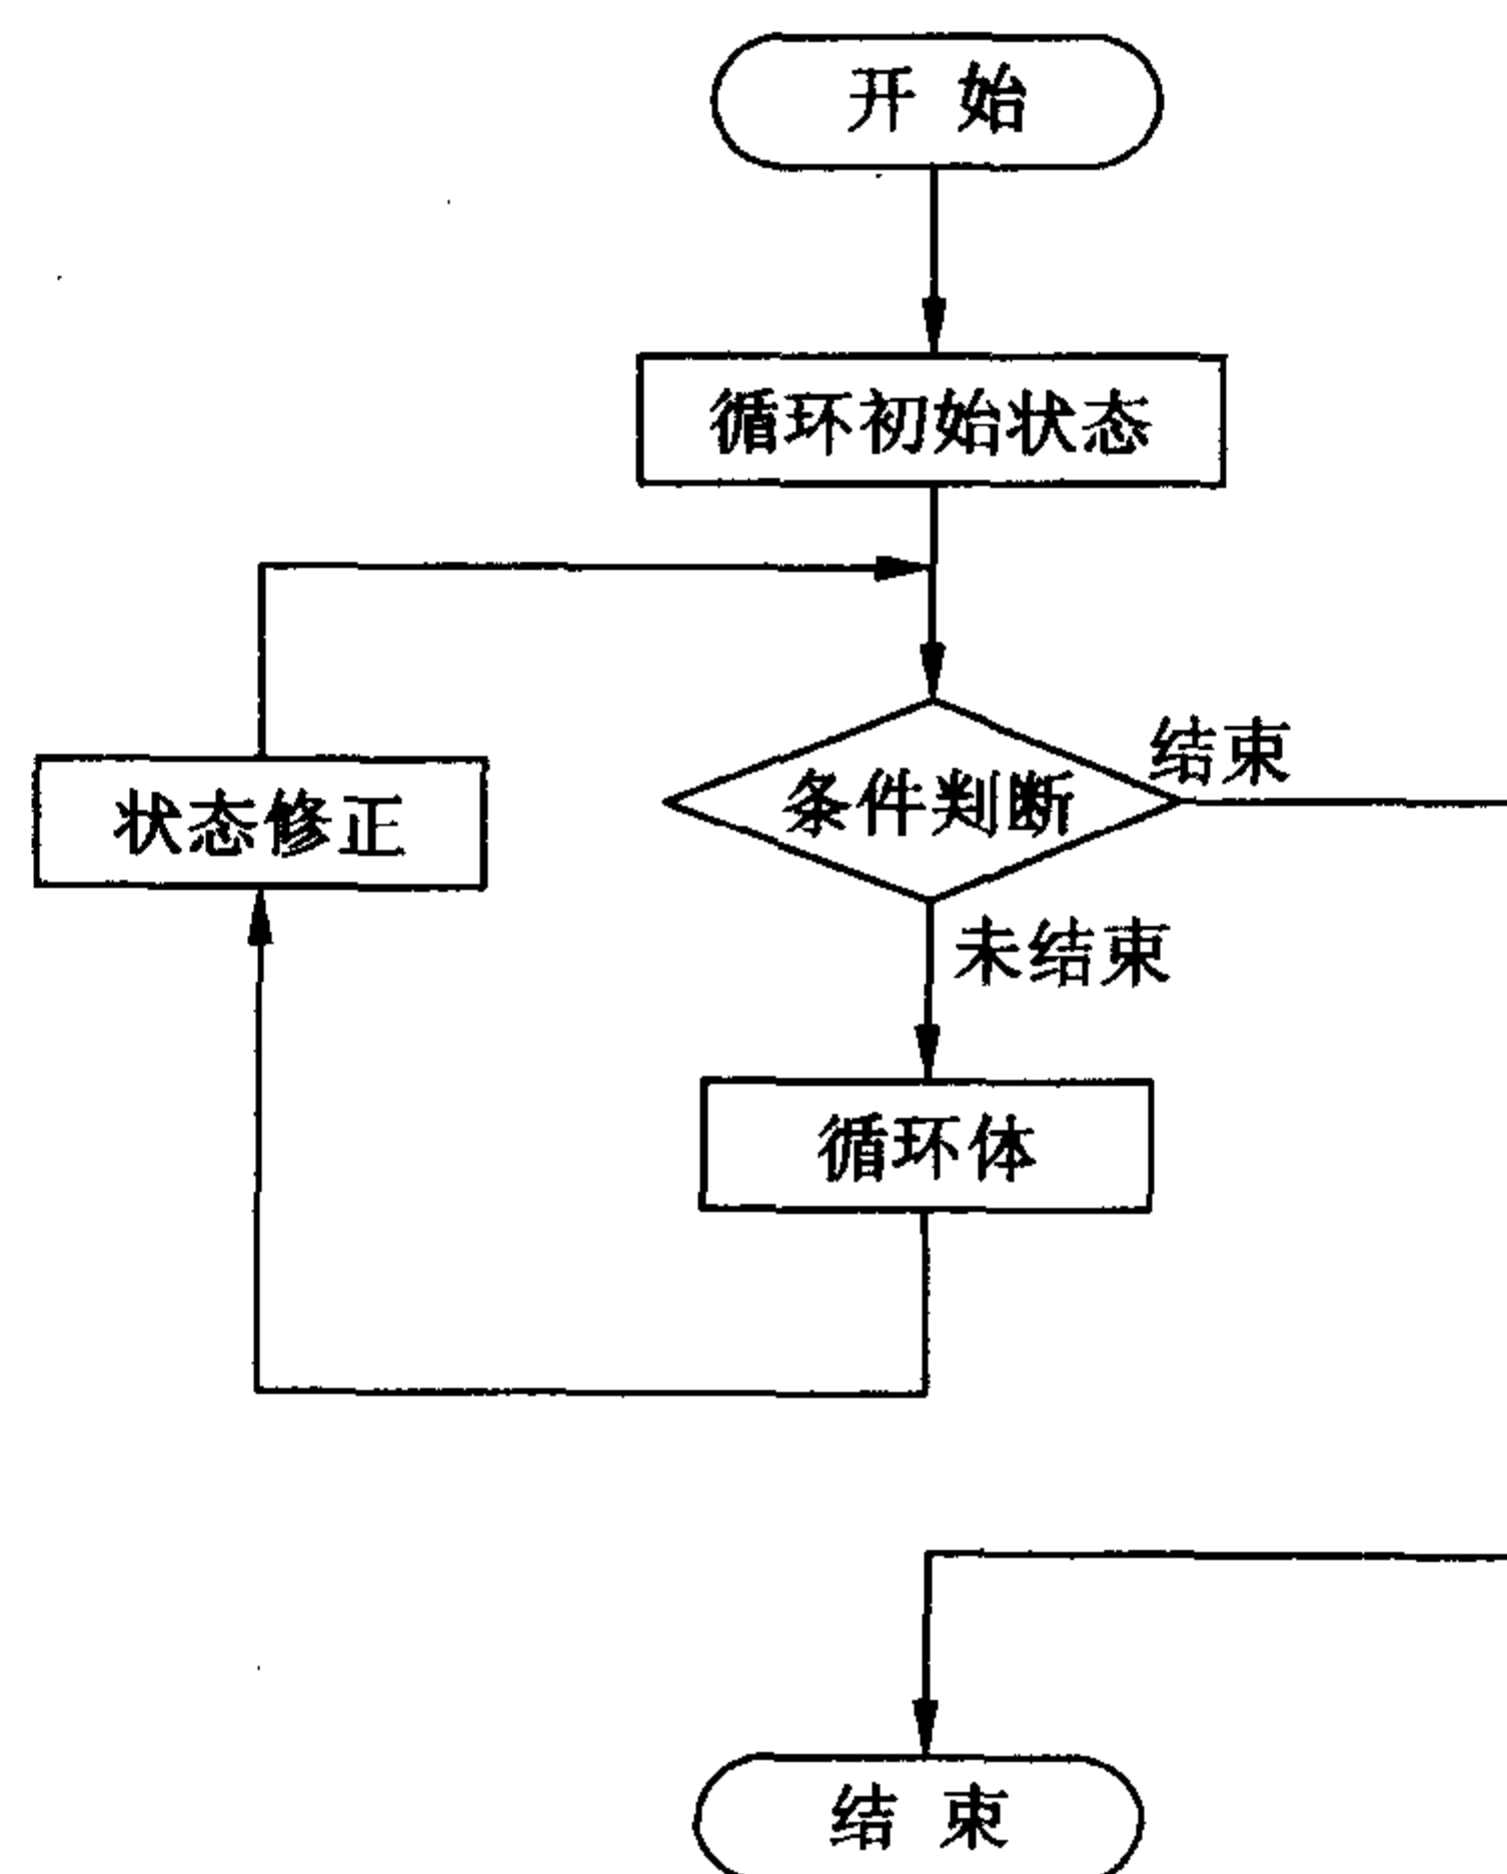 开 始
循环初始状态
结束
状态修正
条件判断
未结束
循环体
结 束